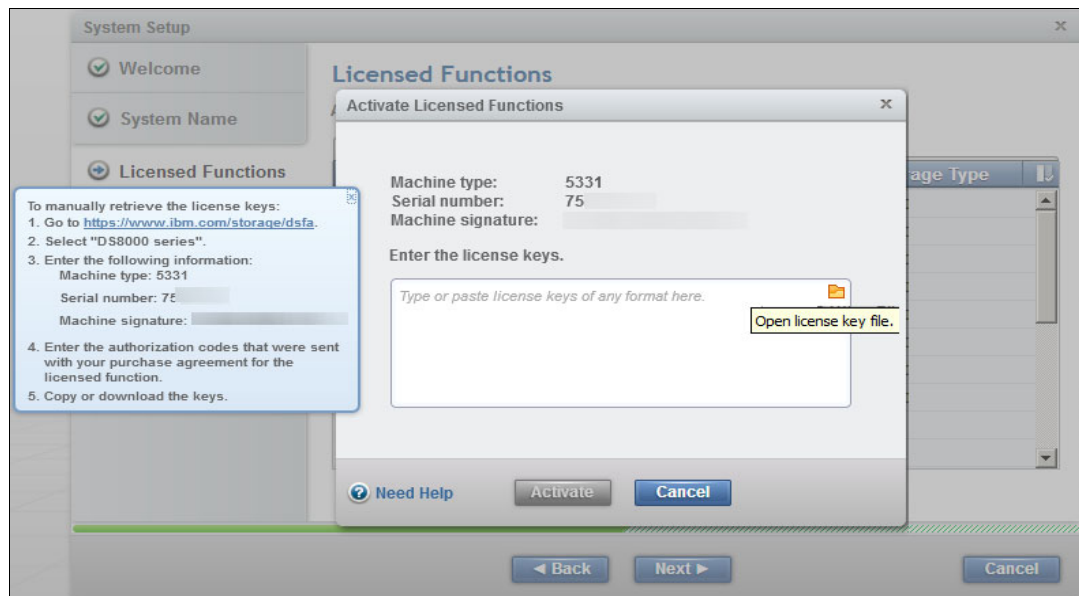 System Setup
Welcome
System Name
Licensed Functions
To manually retrieve the license keys:
1. Go to https://www.ibm.com/storage/dsfa.
2. Select "DS8000 series".
3. Enter the following information:
Machine type: 5331
Serial number: 75
Machine signature:
4. Enter the authorization codes that were sent
with your purchase agreement for the
licensed function.
5. Copy or download the keys.
Licensed Functions
Activate Licensed Functions
Machine type: 5331
Serial number: 75
Machine signature:
Enter the license keys.
Type or paste license keys of any format here.
Open license key file.
Need Help
Activate
Cancel
age Type
Back
Next
Cancel